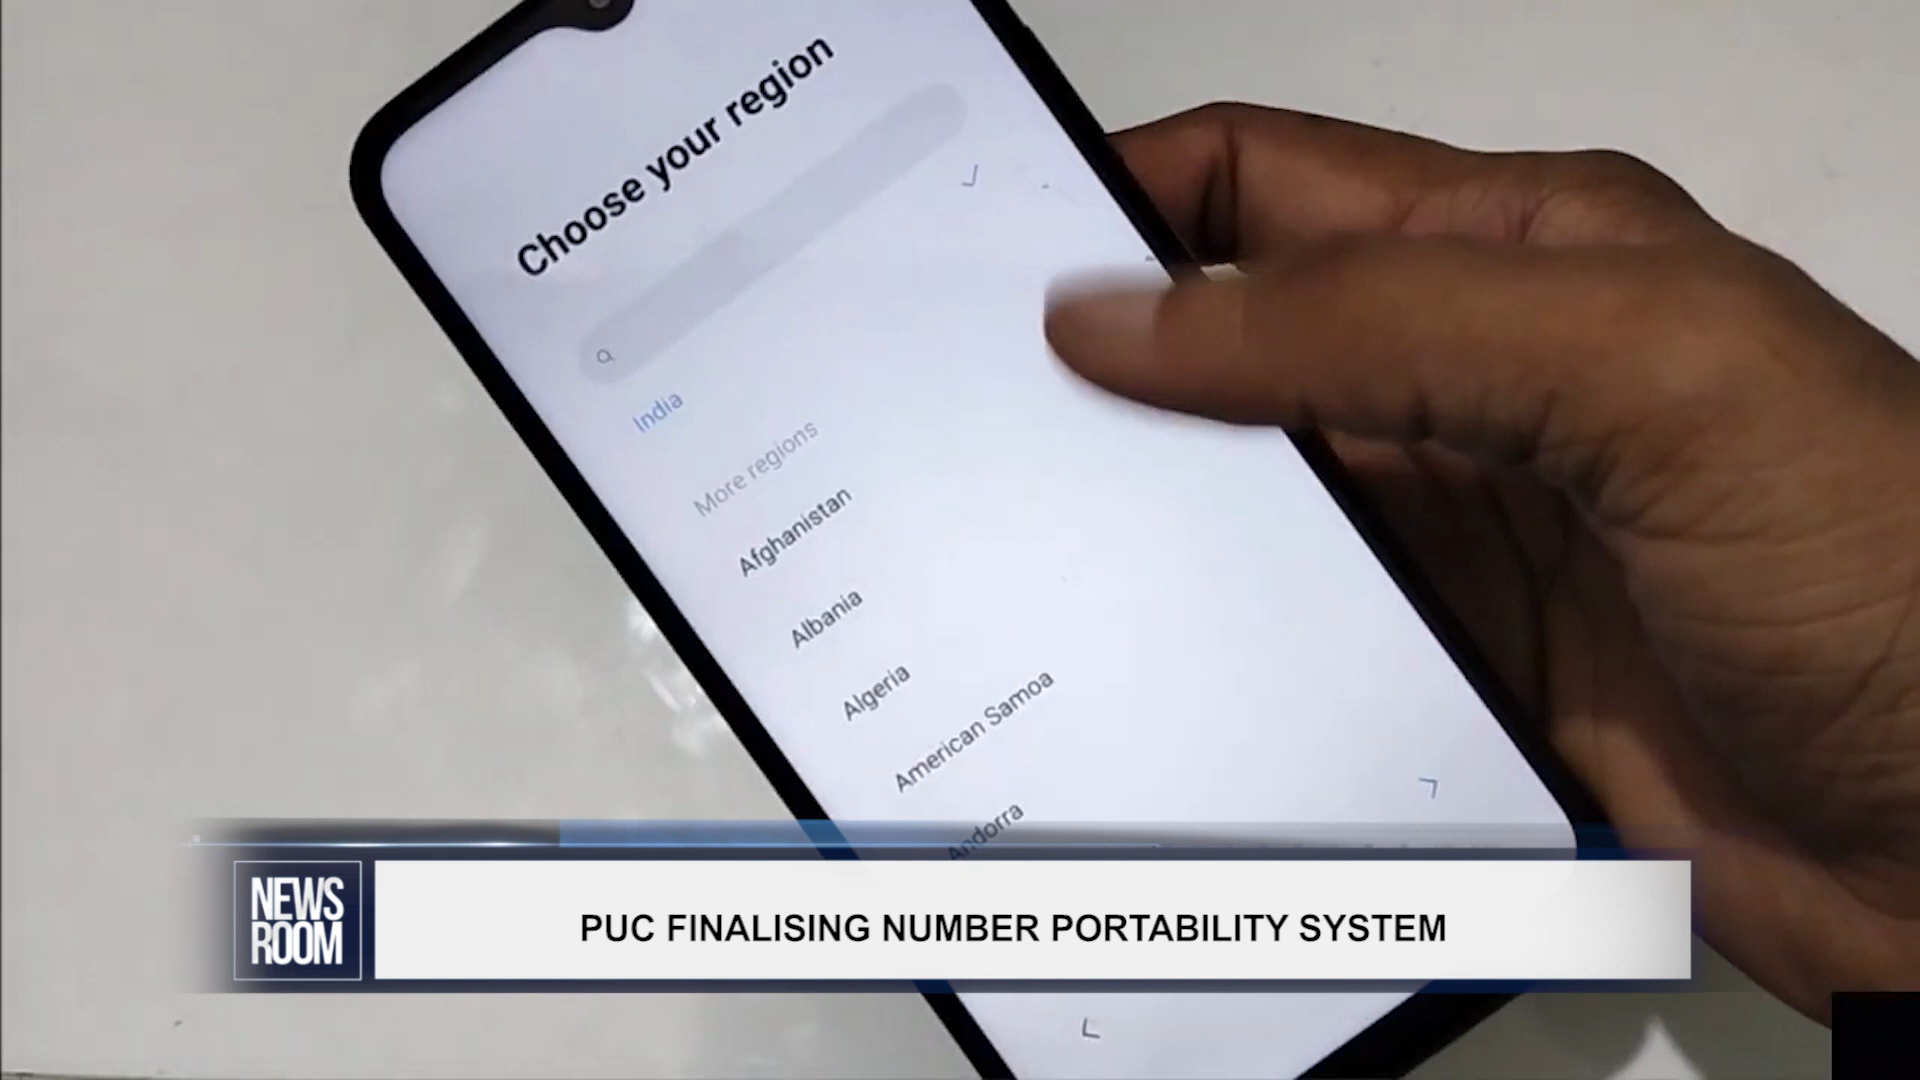 Choose your region
India
More regions
Afghanistan
Albania
Algeria
American Samoa
Andorra
NEWS
ROOM
PUC FINALISING NUMBER PORTABILITY SYSTEM